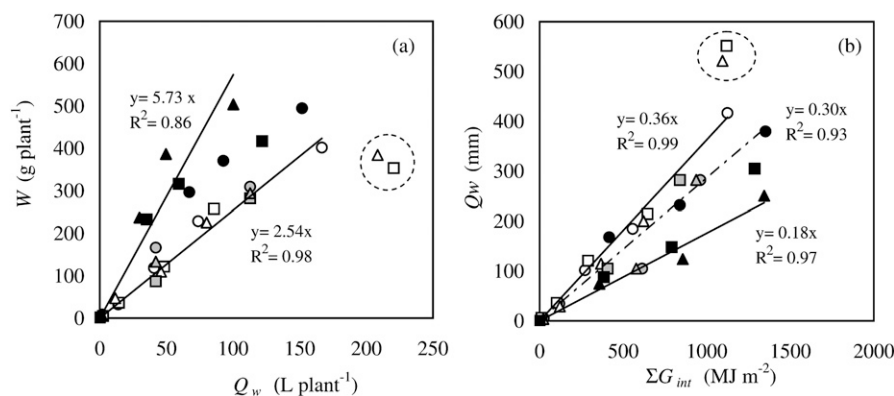 700
600
500
400
300
200
100
0
W (g plant⁻¹)
(a)
y= 5.73 x
R²= 0.86
y= 2.54x
R²= 0.98
0 50 100 150 200 250
Q_w (L plant⁻¹)
600
500
400
300
200
100
0
Qw (mm)
(b)
y= 0.36x
R²= 0.99
y= 0.30x
R²= 0.93
y= 0.18x
R²= 0.97
0 500 1000 1500 2000
ΣG_int (MJ m⁻²)